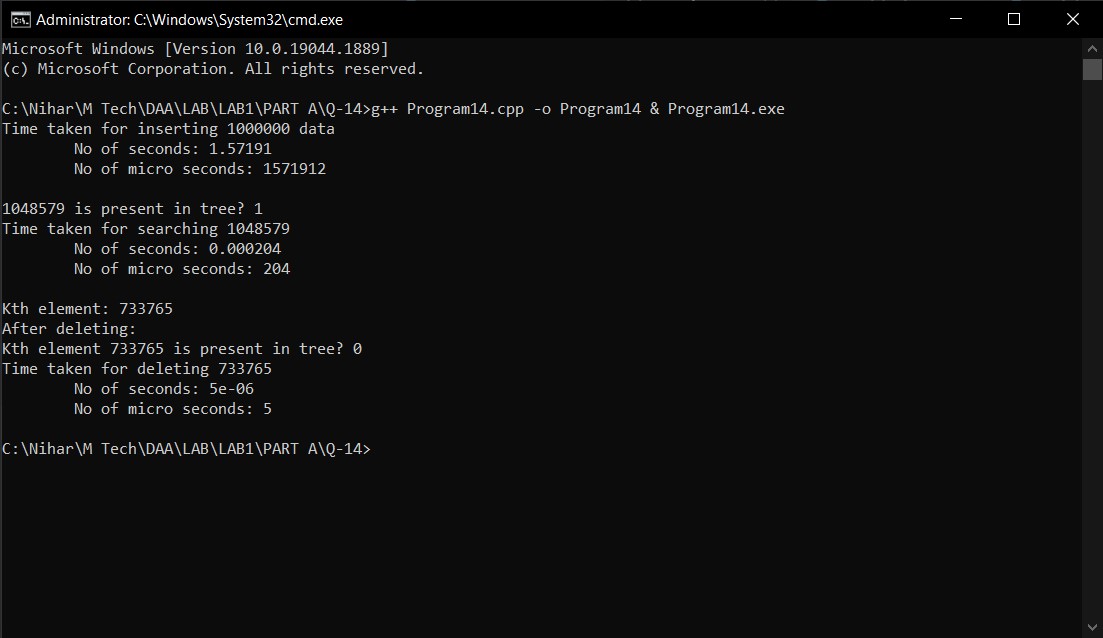 Administrator: C:\Windows\System32\cmd.exe
Microsoft Windows [Version 10.0.19044.1889]
(c) Microsoft Corporation. All rights reserved.
C:\Nihar\M Tech\DAA\LAB\LAB1\PART A\Q-14>g++ Program14.cpp -o Program14 & Program14.exe
Time taken for inserting 1000000 data
No of seconds: 1.57191
No of micro seconds: 1571912
1048579 is present in tree? 1
Time taken for searching 1048579
No of seconds: 0.000204
No of micro seconds: 204
Kth element: 733765
After deleting:
Kth element 733765 is present in tree? 0
Time taken for deleting 733765
No of seconds: 5e-06
No of micro seconds: 5
C:\Nihar\M Tech\DAA\LAB\LAB1\PART A\Q-14>